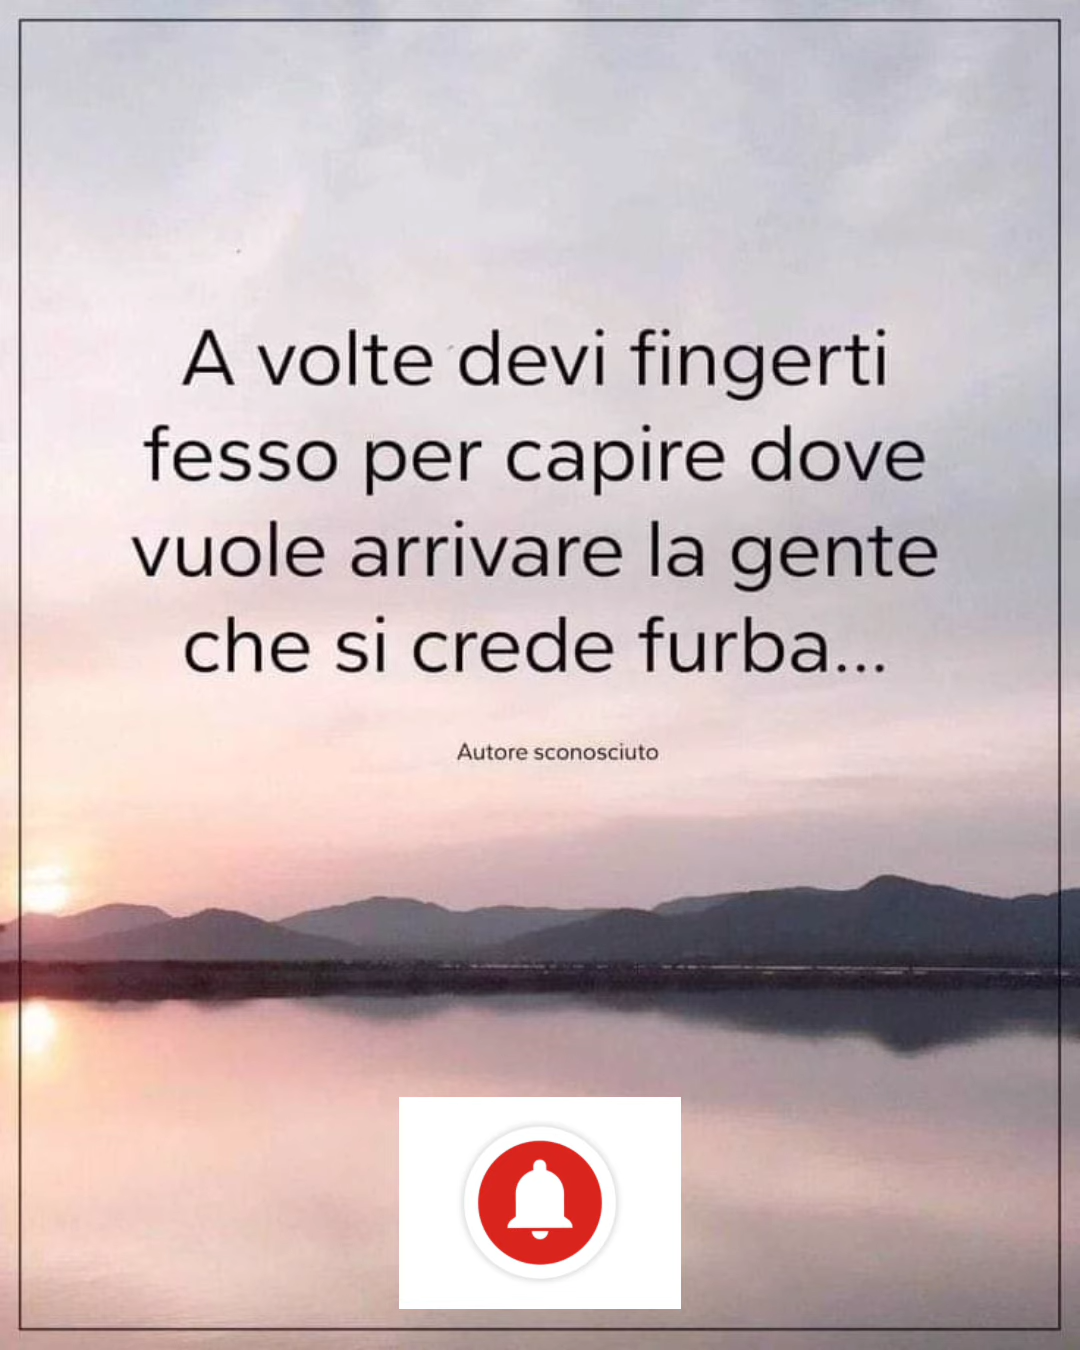 A volte devi fingerti
fesso per capire dove
vuole arrivare la gente
che si crede furba...
Autore sconosciuto